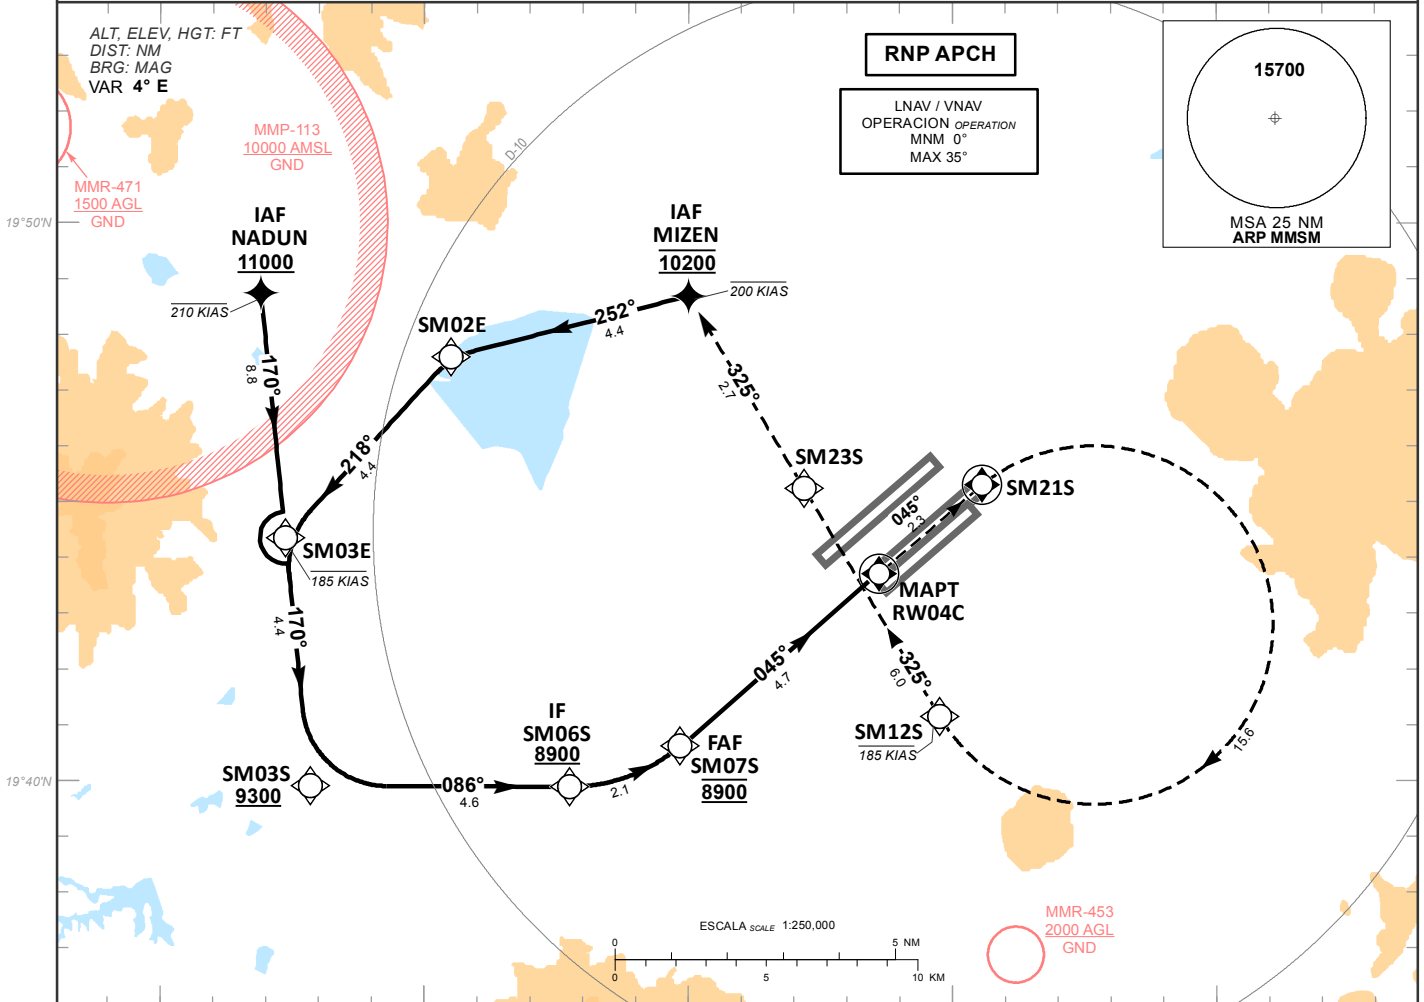 ALT, ELEV, HGT: FT
DIST: NM
BRG: MAG
VAR 4° E
RNP APCH
LNAV / VNAV
OPERACION OPERATION
MNM 0°
MAX 35°
15700
MSA 25 NM
ARP MMSM
MMP-113
10000 AMSL
GND
MMR-471
1500 AGL
GND
D-10
19°50'N
IAF
NADUN
11000
210 KIAS
IAF
MIZEN
10200
200 KIAS
SM02E
252°
4.4
170°
8.8
325°
2.7
218°
4.4
SM23S
045°
2.3
SM21S
SM03E
185 KIAS
MAPT
RW04C
170°
4.4
045°
4.7
325°
6.0
IF
SM06S
8900
FAF
SM07S
8900
SM12S
185 KIAS
15.6
SM03S
9300
086°
4.6
2.1
19°40'N
MMR-453
2000 AGL
GND
ESCALA SCALE 1:250,000
0 5 NM
0 5 10 KM